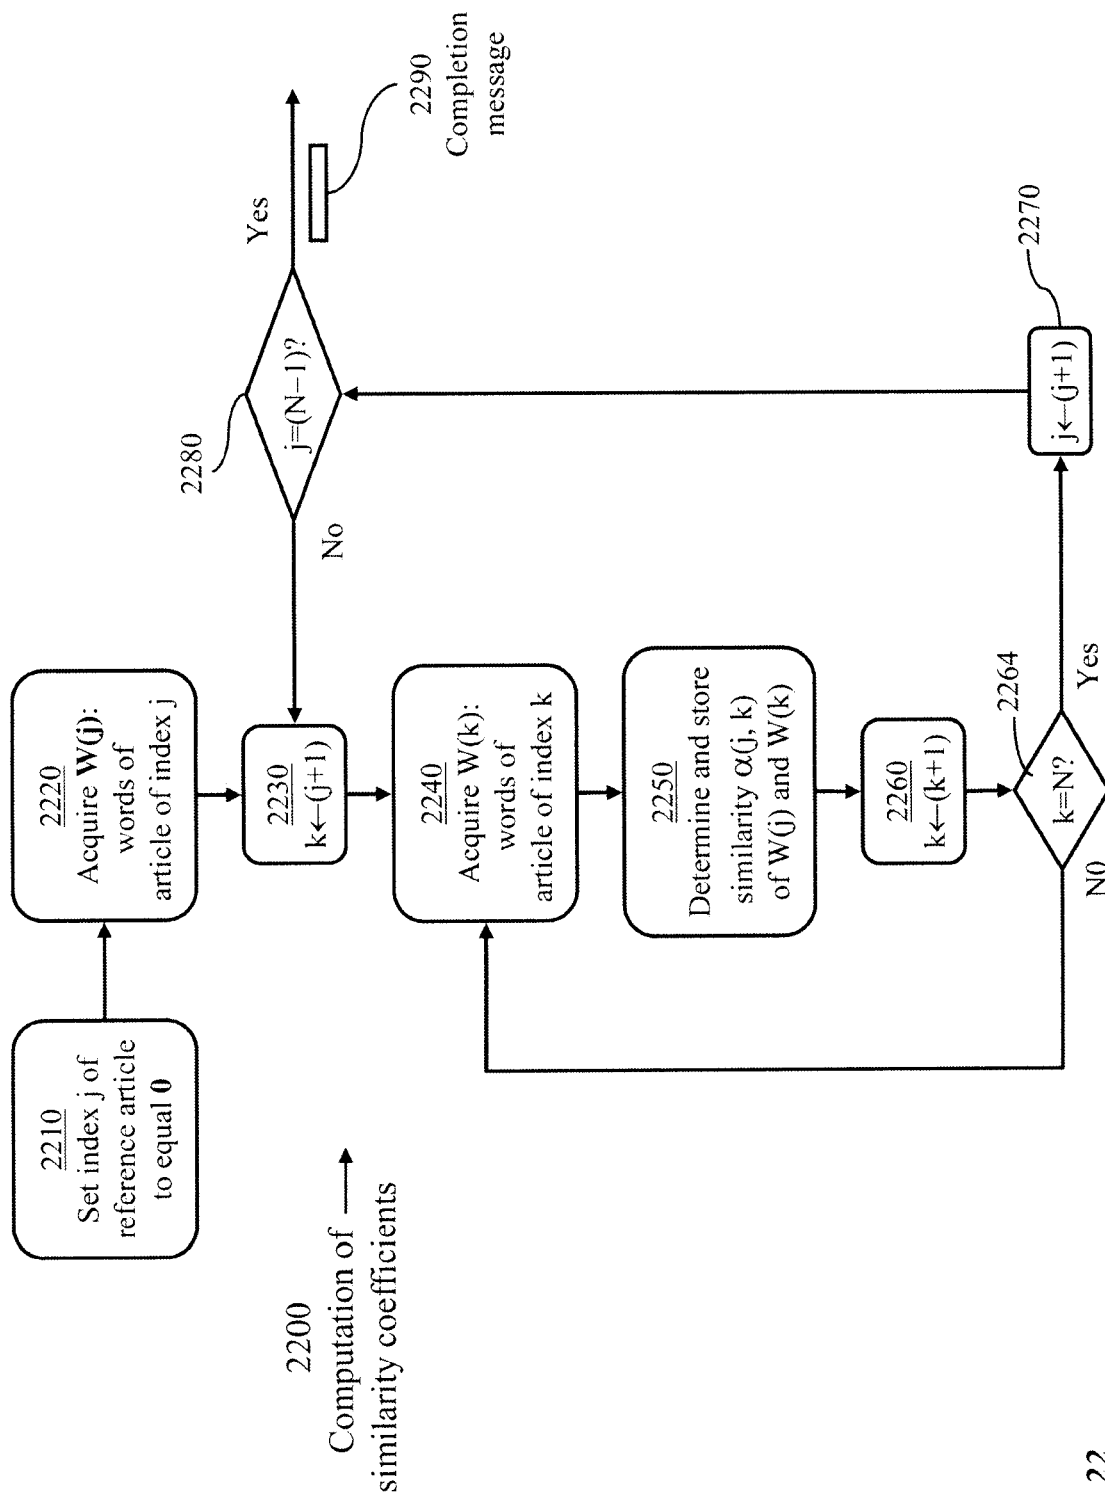 2210
Set index j of
reference article
to equal 0
2220
Acquire W(j):
words of
article of index j
2200
Computation of
similarity coefficients
2230
k←(j+1)
2240
Acquire W(k):
words of
article of index k
2250
Determine and store
similarity α(j, k)
of W(j) and W(k)
2260
k←(k+1)
2264
k=N?
N0
Yes
2270
j←(j+1)
2280
j=(N−1)?
No
Yes
2290
Completion
message
22